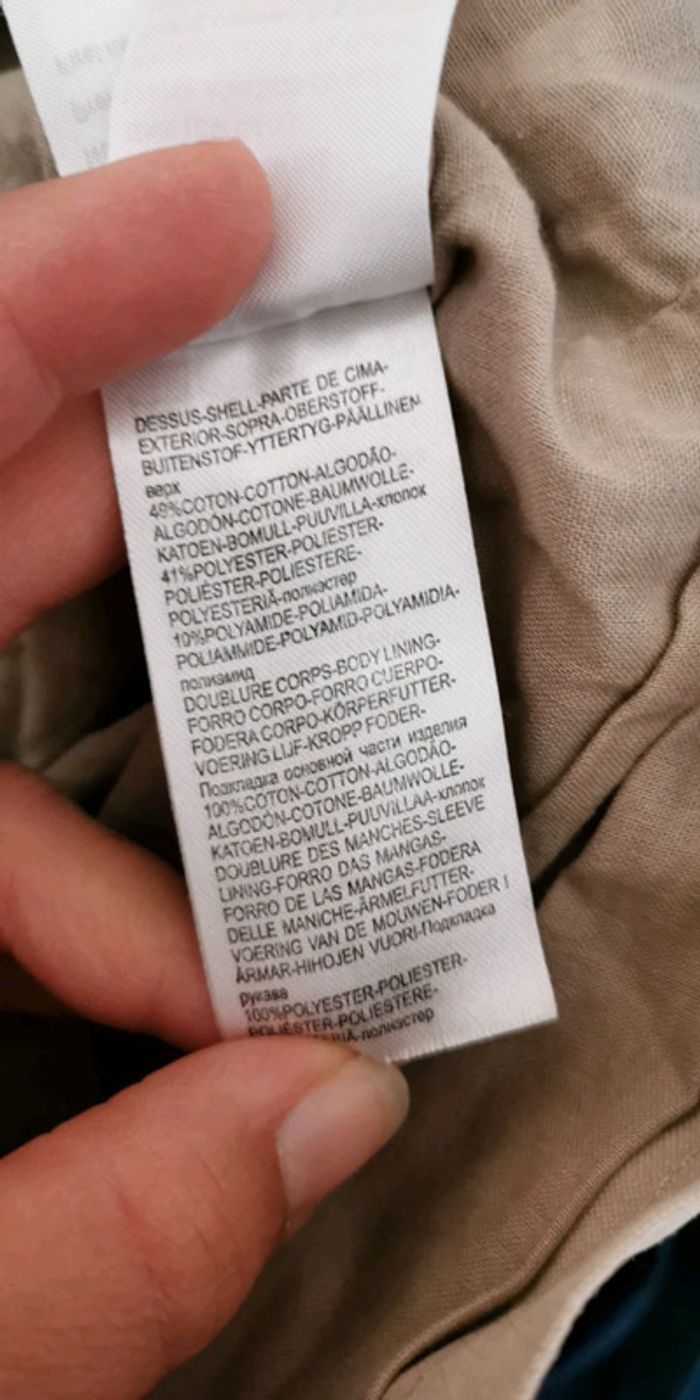 DESSUS-SHELL-PARTE DE CIMA-
EXTERIOR-SOPRA-OBERSTOFF-
BUITENSTOF-YTTERTYG-PÄÄLLINEN
верх
49%COTON-COTTON-ALGODÃO-
ALGODÓN-COTONE-BAUMWOLLE-
KATOEN-BOMULL-PUUVILLA-хлопок
41%POLYESTER-POLIESTER-
POLIÉSTER-POLIESTERE-
POLYESTERIÄ-полиэстер
10%POLYAMIDE-POLIAMIDA-
POLIAMMIDE-POLYAMID-POLYAMIDIA-
полиамид
DOUBLURE CORPS-BODY LINING-
FORRO CORPO-FORRO CUERPO-
FODERA CORPO-KÖRPERFUTTER-
VOERING LIJF-KROPP FODER-
Подкладка основной части изделия
100%COTON-COTTON-ALGODÃO-
ALGODÓN-COTONE-BAUMWOLLE-
KATOEN-BOMULL-PUUVILLAA-хлопок
DOUBLURE DES MANCHES-SLEEVE
LINING-FORRO DAS MANGAS-
FORRO DE LAS MANGAS-FODERA
DELLE MANICHE-ÄRMELFUTTER-
VOERING VAN DE MOUWEN-FODER I
ÄRMAR-HIHOJEN VUORI-Подкладка
рукава
100%POLYESTER-POLIESTER-
POLIÉSTER-POLIESTERE-
полиэстер